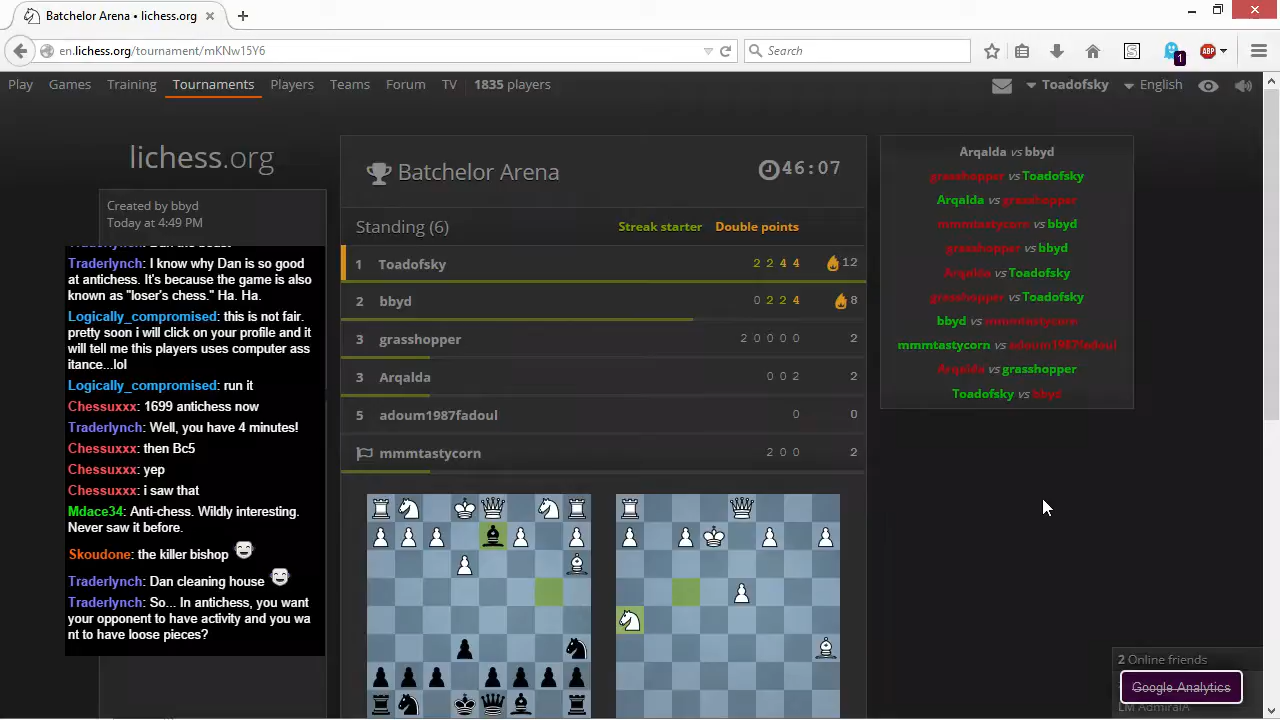 Batchelor Arena • lichess.org
en.lichess.org/tournament/mKNw15Y6
Search
S
1
ABP
Play Games Training Tournaments Players Teams Forum TV 1835 players
Toadofsky English
lichess.org
Created by bbyd
Today at 4:49 PM
Traderlynch: I know why Dan is so good
at antichess. It's because the game is also
known as "loser's chess." Ha. Ha.
Logically_compromised: this is not fair.
pretty soon i will click on your profile and it
will tell me this players uses computer ass
itance...lol
Logically_compromised: run it
Chessuxxx: 1699 antichess now
Traderlynch: Well, you have 4 minutes!
Chessuxxx: then Bc5
Chessuxxx: yep
Chessuxxx: i saw that
Mdace34: Anti-chess. Wildly interesting.
Never saw it before.
Skoudone: the killer bishop
Traderlynch: Dan cleaning house
Traderlynch: So... In antichess, you want
your opponent to have activity and you wa
nt to have loose pieces?
Batchelor Arena 46:07
Standing (6) Streak starter Double points
1 Toadofsky 2 2 4 4 12
2 bbyd 0 2 2 4 8
3 grasshopper 2 0 0 0 0 2
3 Arqalda 0 0 2 2
5 adoum1987fadoul 0 0
mmmtastycorn 2 0 0 2
Arqalda vs bbyd
grasshopper vs Toadofsky
Arqalda vs grasshopper
mmmtastycorn vs bbyd
grasshopper vs bbyd
Arqalda vs Toadofsky
grasshopper vs Toadofsky
bbyd vs mmmtastycorn
mmmtastycorn vs adoum1987fadoul
Arqalda vs grasshopper
Toadofsky vs bbyd
2 Online friends
Google Analytics
LM AdmiralA